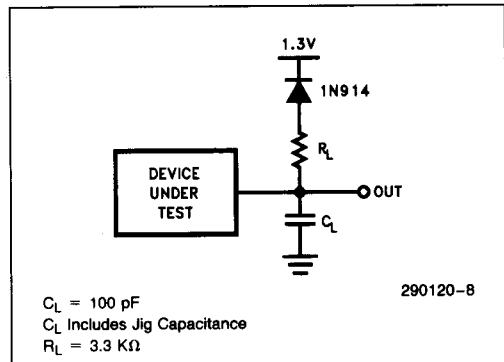 1.3V
1N914
R_L
DEVICE
UNDER
TEST
OUT
C_L
290120-8
C_L = 100 pF
C_L Includes Jig Capacitance
R_L = 3.3 KΩ